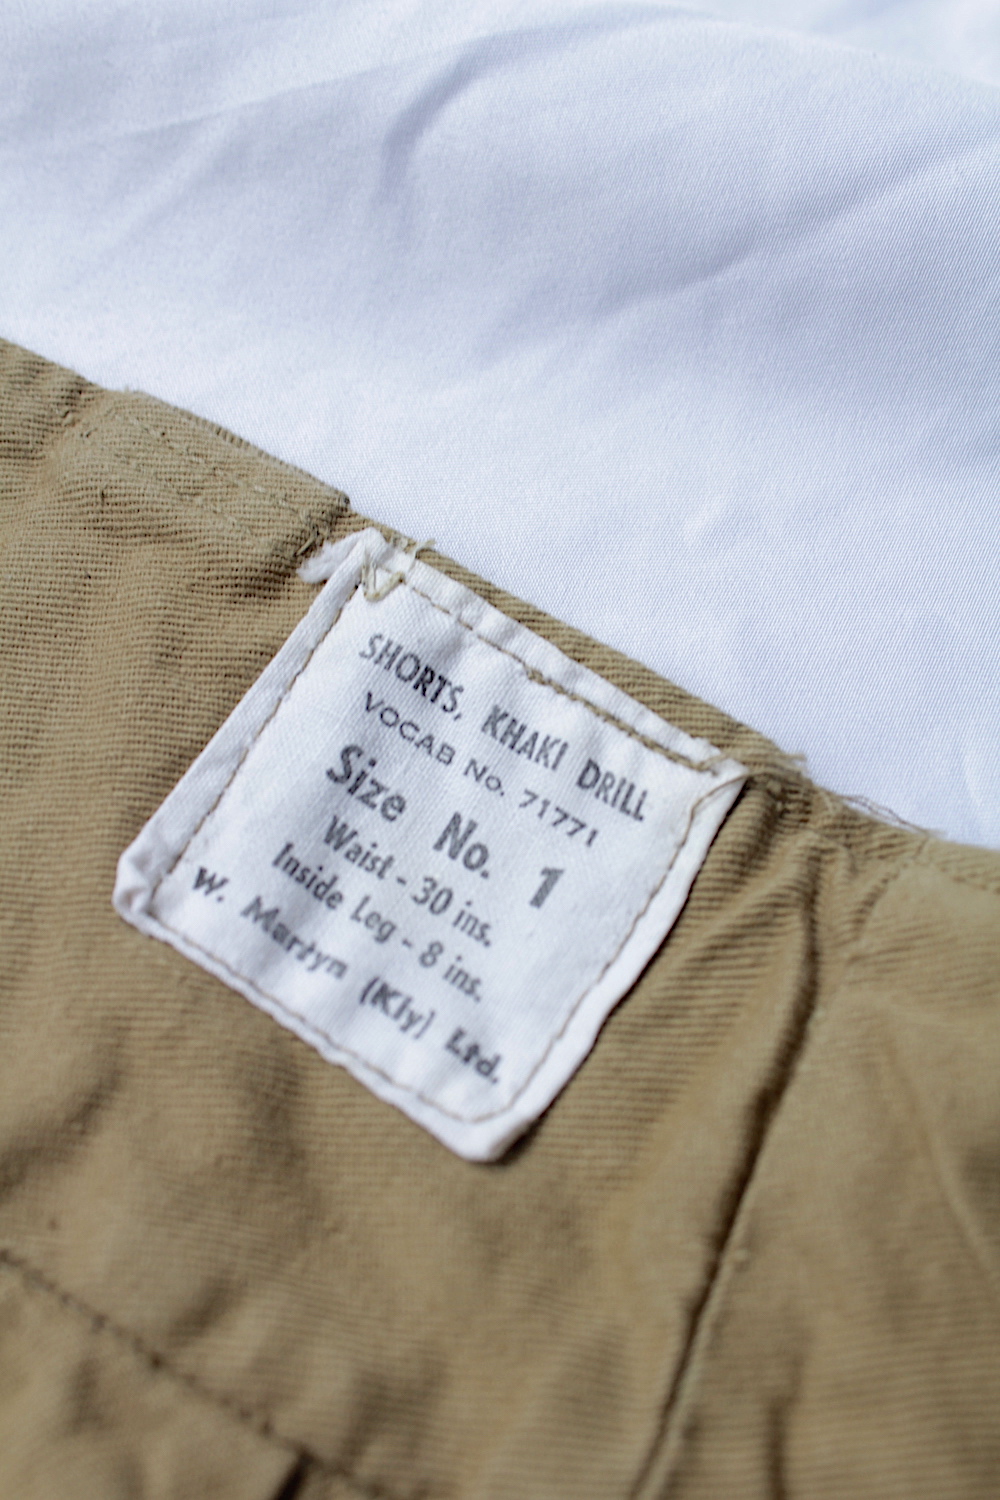 SHORTS, KHAKI DRILL
VOCAB No. 71771
Size No. 1
Waist - 30 ins.
Inside Leg - 8 ins.
W. Martyn (Kly) Ltd.